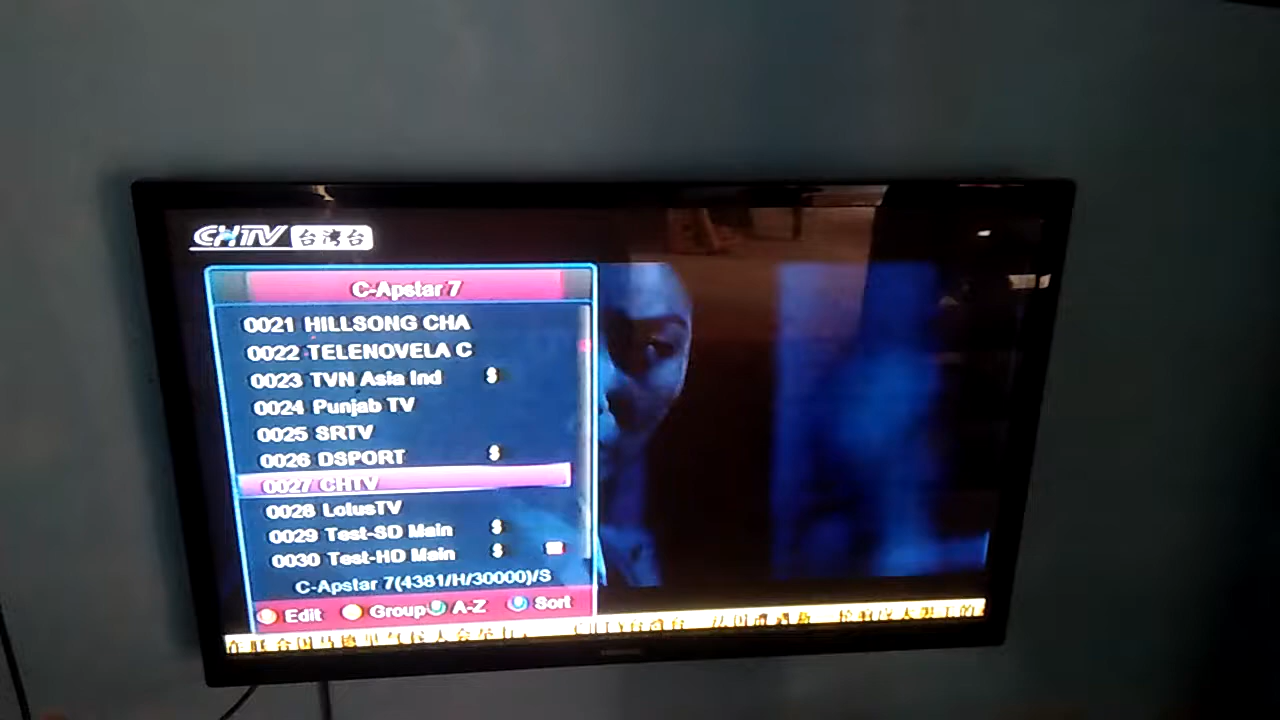 CHTV 台灣台
C-Apstar 7
0021 HILLSONG CHA
0022 TELENOVELA C
0023 TVN Asia Ind $
0024 Punjab TV
0025 SRTV
0026 DSPORT $
0027 CHTV
0028 LotusTV
0029 Test-SD Main $
0030 Test-HD Main $
C-Apstar 7(4381/H/30000)/S
Edit Group A-Z Sort